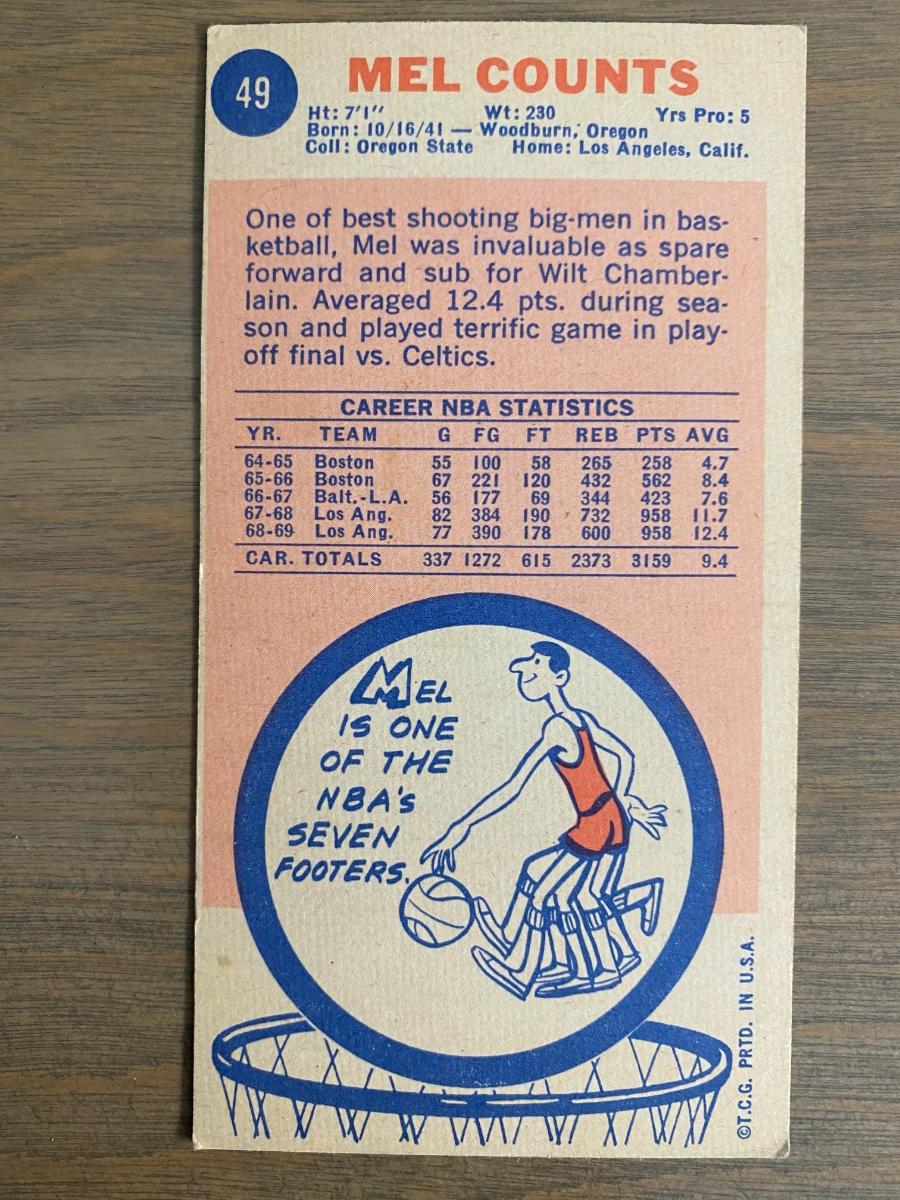 49
MEL COUNTS
Ht: 7'1" Wt: 230 Yrs Pro: 5
Born: 10/16/41 — Woodburn, Oregon
Coll: Oregon State Home: Los Angeles, Calif.
One of best shooting big-men in bas-
ketball, Mel was invaluable as spare
forward and sub for Wilt Chamber-
lain. Averaged 12.4 pts. during sea-
son and played terrific game in play-
off final vs. Celtics.
CAREER NBA STATISTICS
YR. TEAM G FG FT REB PTS AVG
64-65 Boston 55 100 58 265 258 4.7
65-66 Boston 67 221 120 432 562 8.4
66-67 Balt.-L.A. 56 177 69 344 423 7.6
67-68 Los Ang. 82 384 190 732 958 11.7
68-69 Los Ang. 77 390 178 600 958 12.4
CAR. TOTALS 337 1272 615 2373 3159 9.4
MEL
IS ONE
OF THE
NBA'S
SEVEN
FOOTERS.
©T.C.G. PRTD. IN U.S.A.